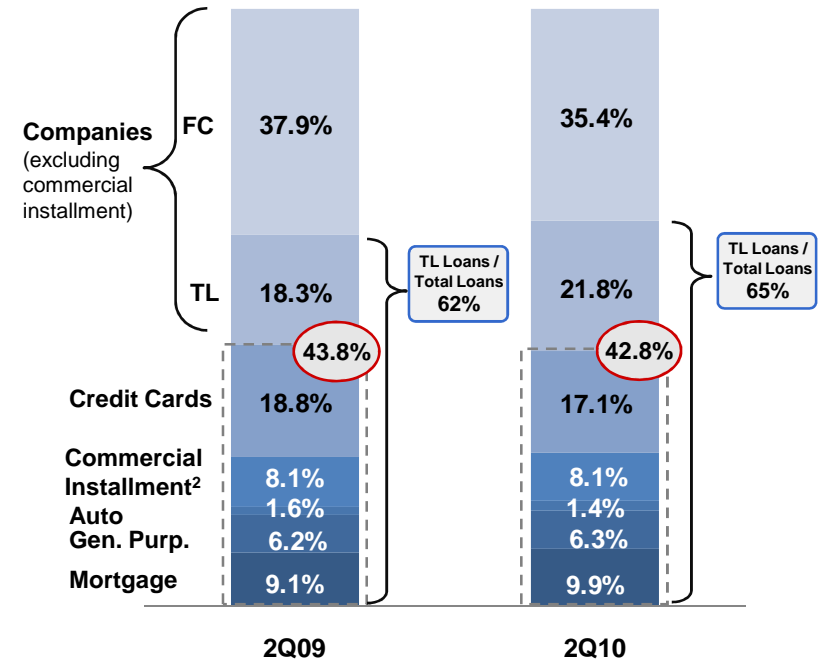 Companies
(excluding
commercial
installment)
FC
37.9%
35.4%
TL
18.3%
21.8%
TL Loans /
Total Loans
62%
TL Loans /
Total Loans
65%
43.8%
42.8%
Credit Cards
18.8%
17.1%
Commercial
Installment²
8.1%
8.1%
Auto
1.6%
1.4%
Gen. Purp.
6.2%
6.3%
Mortgage
9.1%
9.9%
2Q09
2Q10